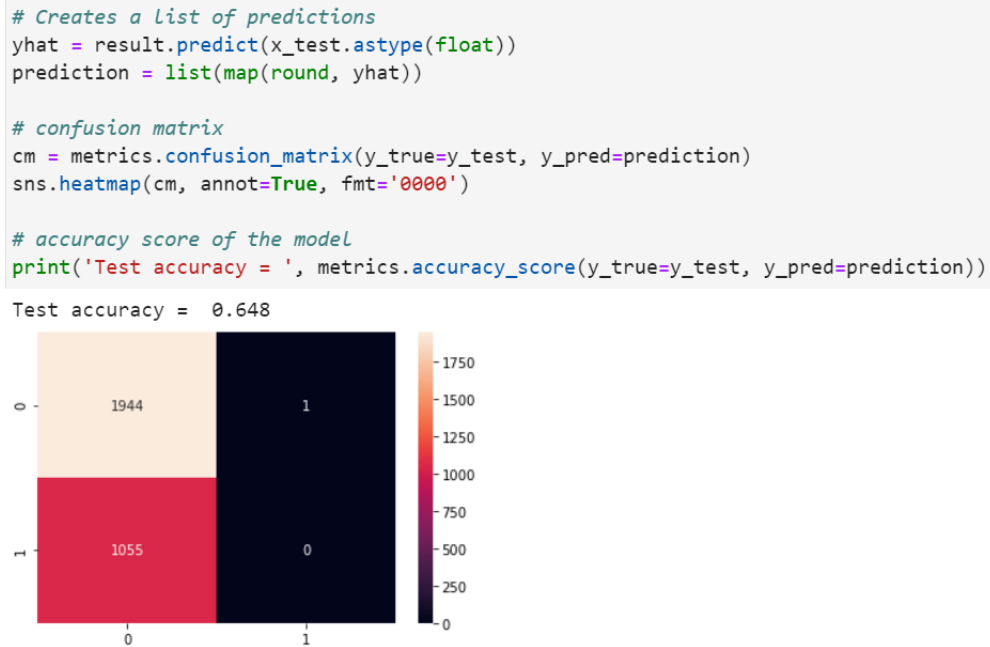 # Creates a list of predictions
yhat = result.predict(x_test.astype(float))
prediction = list(map(round, yhat))
# confusion matrix
cm = metrics.confusion_matrix(y_true=y_test, y_pred=prediction)
sns.heatmap(cm, annot=True, fmt='0000')
# accuracy score of the model
print('Test accuracy = ', metrics.accuracy_score(y_true=y_test, y_pred=prediction))
Test accuracy =  0.648
0 1944 1
1 1055 0
0 1
1750
1500
1250
1000
750
500
250
0